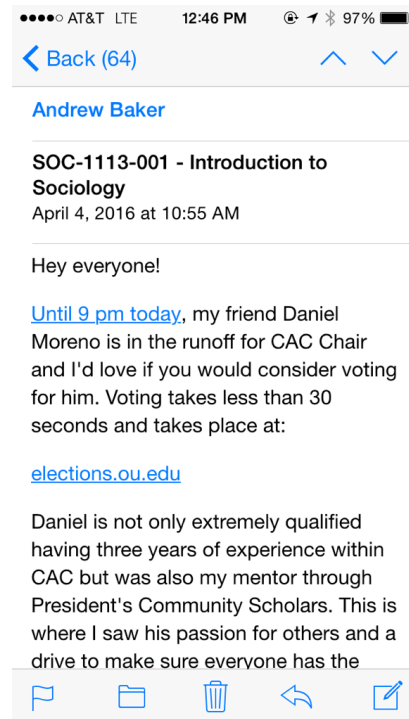 AT&T LTE 12:46 PM 97%
Back (64)
Andrew Baker
SOC-1113-001 - Introduction to
Sociology
April 4, 2016 at 10:55 AM
Hey everyone!
Until 9 pm today, my friend Daniel
Moreno is in the runoff for CAC Chair
and I'd love if you would consider voting
for him. Voting takes less than 30
seconds and takes place at:
elections.ou.edu
Daniel is not only extremely qualified
having three years of experience within
CAC but was also my mentor through
President's Community Scholars. This is
where I saw his passion for others and a
drive to make sure everyone has the